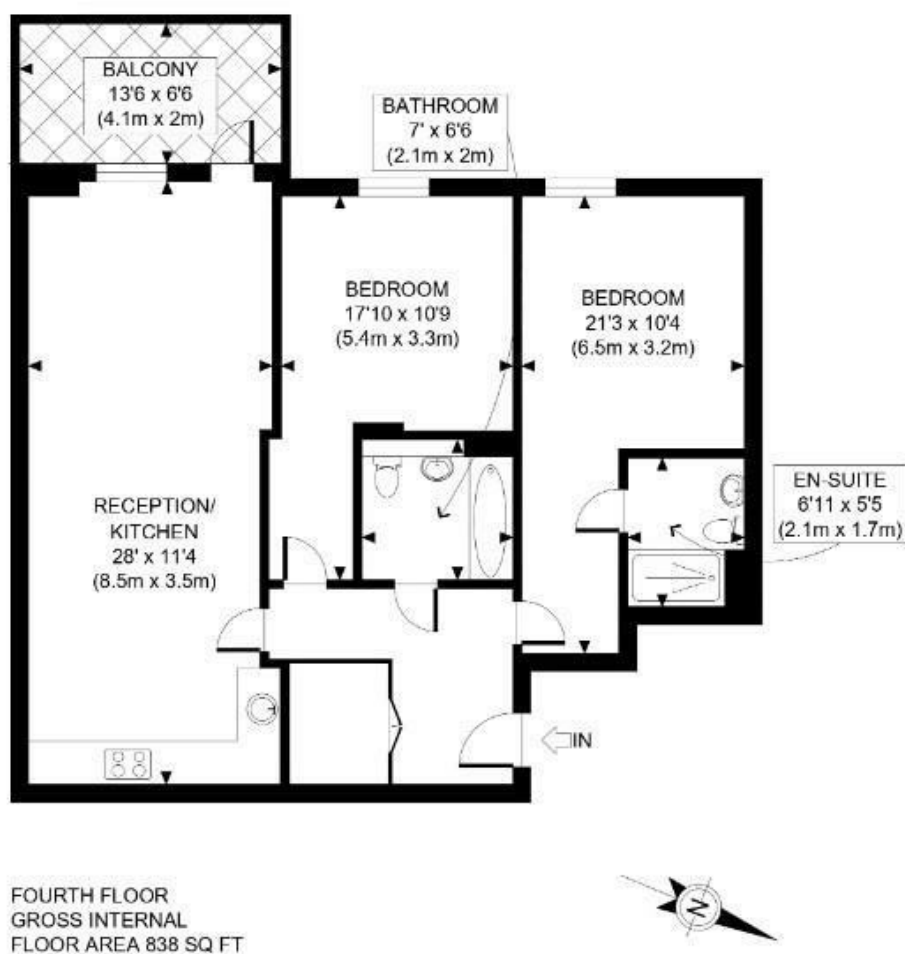 BALCONY
13'6 x 6'6
(4.1m x 2m)
BATHROOM
7' x 6'6
(2.1m x 2m)
BEDROOM
17'10 x 10'9
(5.4m x 3.3m)
BEDROOM
21'3 x 10'4
(6.5m x 3.2m)
RECEPTION/
KITCHEN
28' x 11'4
(8.5m x 3.5m)
EN-SUITE
6'11 x 5'5
(2.1m x 1.7m)
IN
FOURTH FLOOR
GROSS INTERNAL
FLOOR AREA 838 SQ FT
N